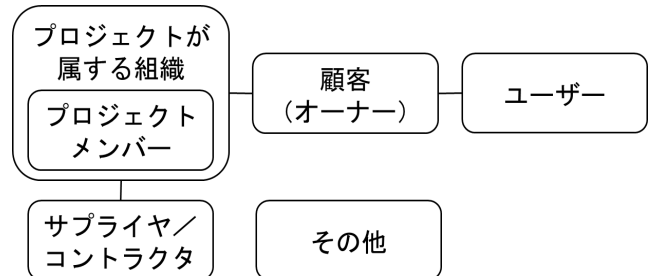 プロジェクトが
属する組織
プロジェクト
メンバー
顧客
（オーナー）
ユーザー
サプライヤ／
コントラクタ
その他